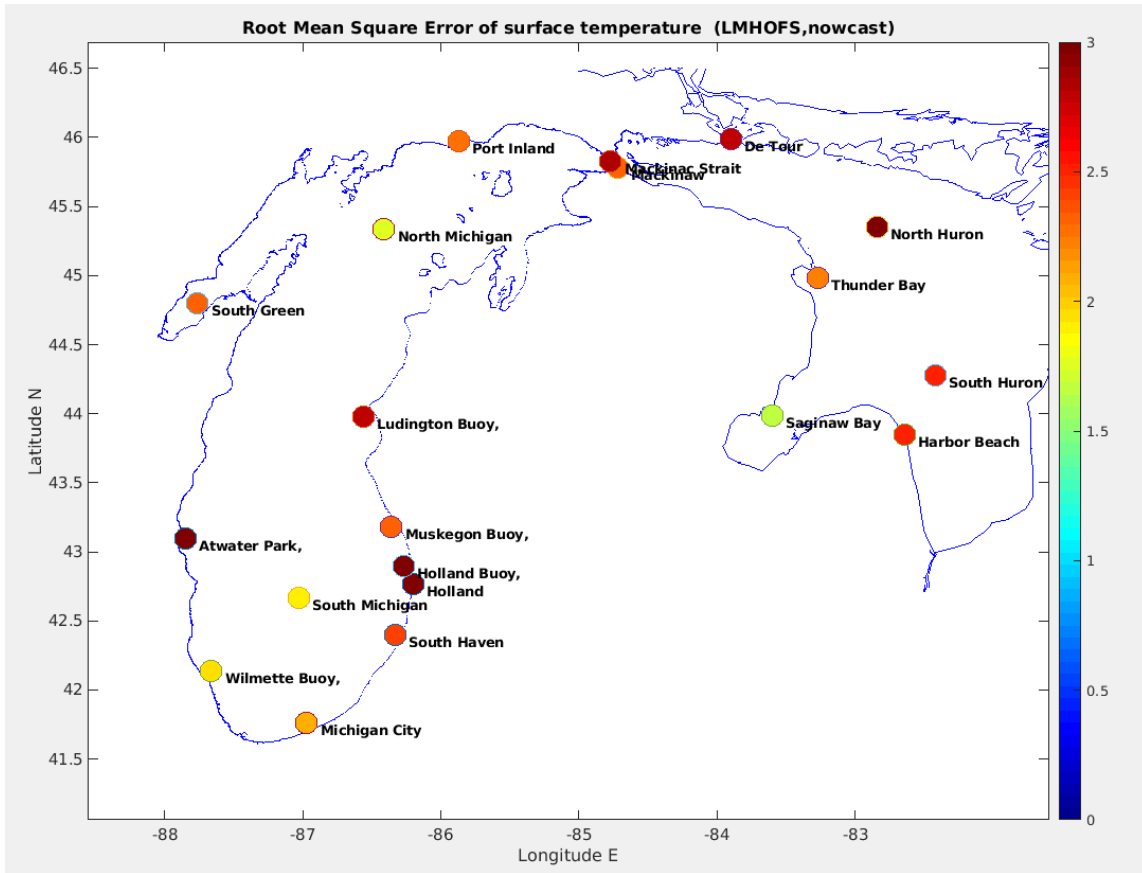 Root Mean Square Error of surface temperature (LMHOFS,nowcast)
46.5
46
45.5
45
44.5
44
43.5
43
42.5
42
41.5
Latitude N
-88
-87
-86
-85
-84
-83
Longitude E
3
2.5
2
1.5
1
0.5
0
Port Inland
De Tour
Mackinac Strait
Mackinaw
North Michigan
North Huron
Thunder Bay
South Green
South Huron
Ludington Buoy,
Saginaw Bay
Harbor Beach
Muskegon Buoy,
Atwater Park,
Holland Buoy,
Holland
South Michigan
South Haven
Wilmette Buoy,
Michigan City